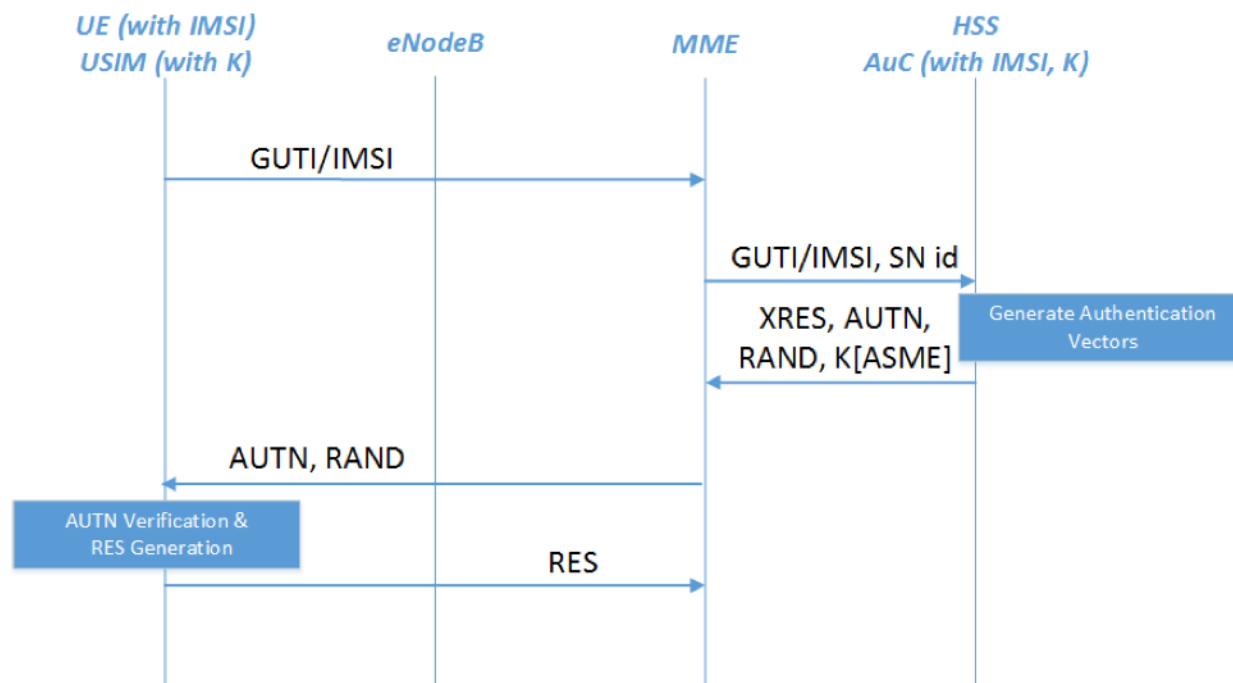 UE (with IMSI)
USIM (with K)
eNodeB
MME
HSS
AuC (with IMSI, K)
GUTI/IMSI
GUTI/IMSI, SN id
Generate Authentication
Vectors
XRES, AUTN,
RAND, K[ASME]
AUTN, RAND
AUTN Verification &
RES Generation
RES